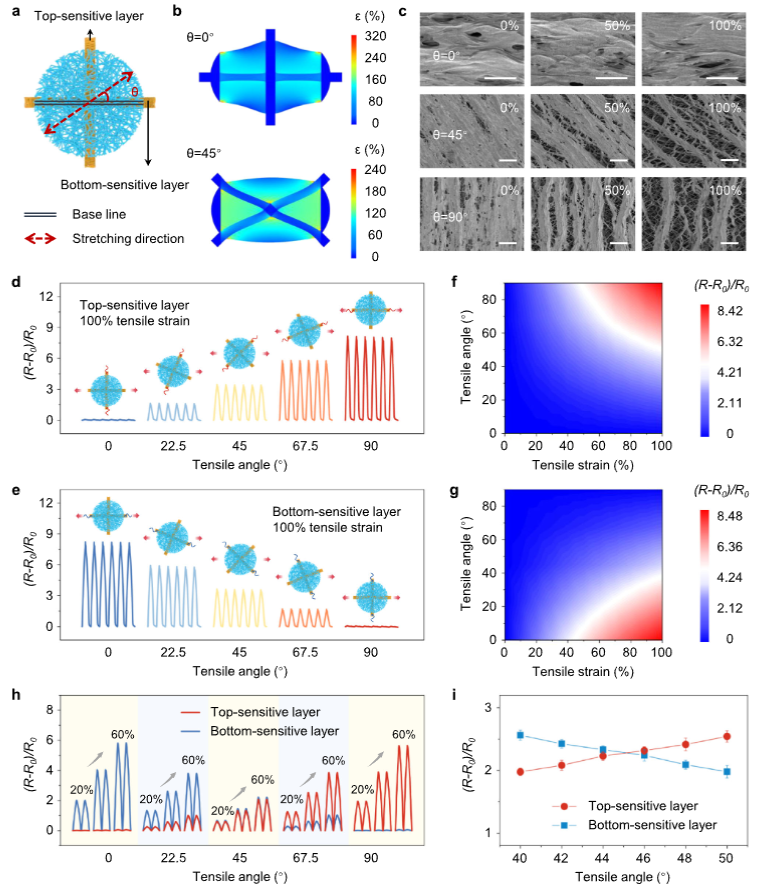 a
Top-sensitive layer
θ
Bottom-sensitive layer
Base line
Stretching direction
b
θ=0°
ε (%)
320
240
160
80
0
θ=45°
ε (%)
240
180
120
60
0
c
0%
50%
100%
θ=0°
0%
50%
100%
θ=45°
0%
50%
100%
θ=90°
d
Top-sensitive layer
100% tensile strain
(R-R0)/R0
12
9
6
3
0
0 22.5 45 67.5 90
Tensile angle (°)
e
Bottom-sensitive layer
100% tensile strain
(R-R0)/R0
12
9
6
3
0
0 22.5 45 67.5 90
Tensile angle (°)
f
Tensile angle (°)
80
60
40
20
0
0 20 40 60 80 100
Tensile strain (%)
(R-R0)/R0
8.42
6.32
4.21
2.11
0
g
Tensile angle (°)
80
60
40
20
0
0 20 40 60 80 100
Tensile strain (%)
(R-R0)/R0
8.48
6.36
4.24
2.12
0
h
Top-sensitive layer
Bottom-sensitive layer
(R-R0)/R0
8
6
4
2
0
20% 60%
20% 60%
20% 60%
20% 60%
20% 60%
0 22.5 45 67.5 90
Tensile angle (°)
i
(R-R0)/R0
3
2
1
Top-sensitive layer
Bottom-sensitive layer
40 42 44 46 48 50
Tensile angle (°)